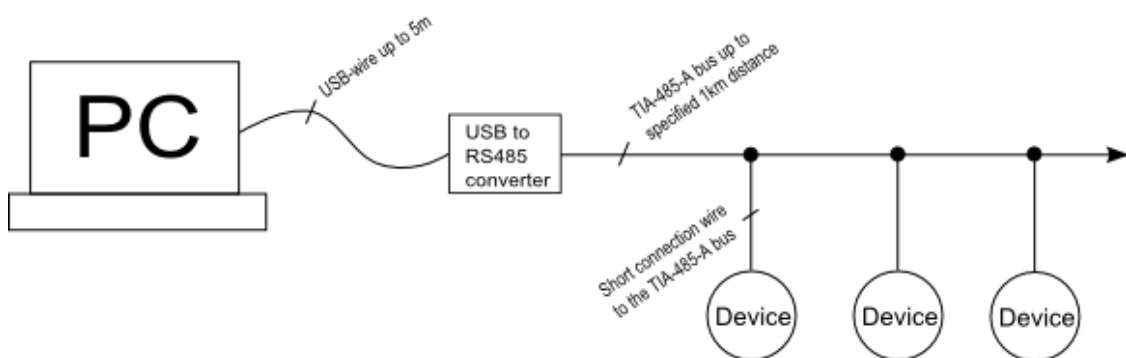 PC
USB-wire up to 5m
USB to
RS485
converter
TIA-485-A bus up to
specified 1km distance
Short connection wire
to the TIA-485-A bus
Device
Device
Device